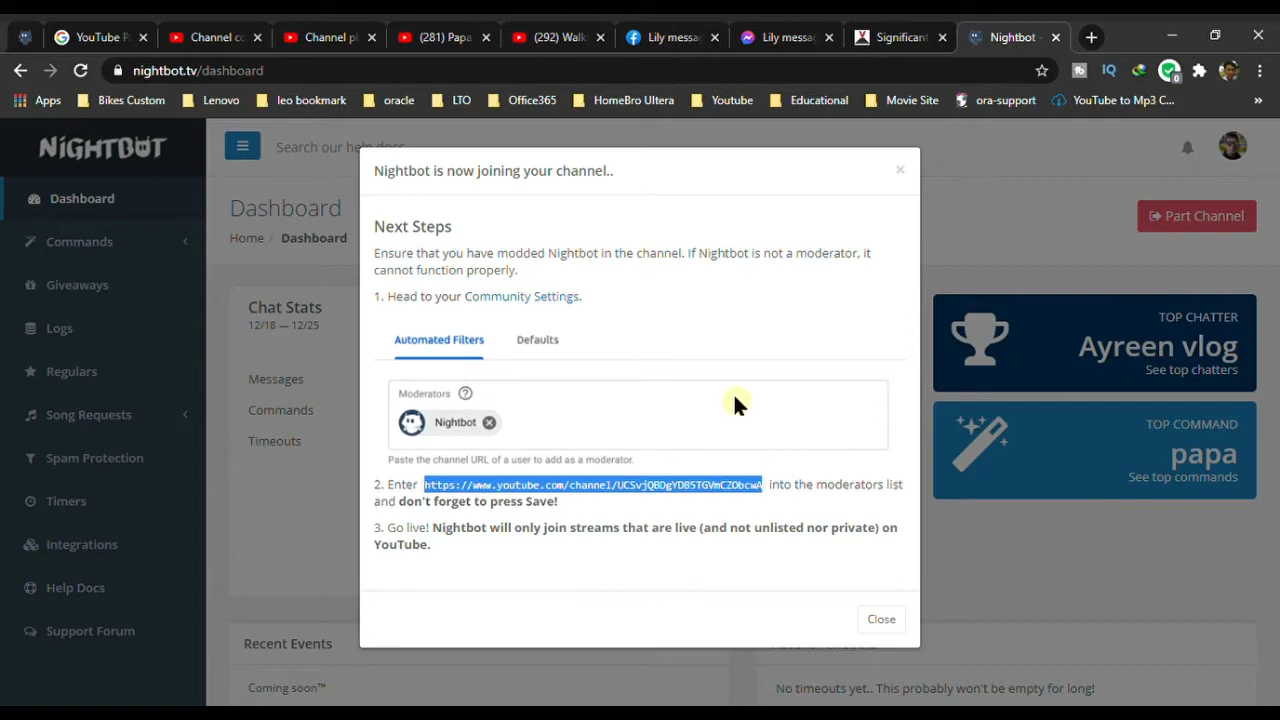 YouTube P
Channel co
Channel pl
(281) Papa
(292) Walk
Lily messa
Lily messa
Significant
Nightbot -
nightbot.tv/dashboard
IQ
0
Apps
Bikes Custom
Lenovo
leo bookmark
oracle
LTO
Office365
HomeBro Ultera
Youtube
Educational
Movie Site
ora-support
YouTube to Mp3 C...
»
NIGHTBOT
Search our help docs
Dashboard
Commands
Giveaways
Logs
Regulars
Song Requests
Spam Protection
Timers
Integrations
Help Docs
Support Forum
Dashboard
Home / Dashboard
Part Channel
Chat Stats
12/18 — 12/25
Messages
Commands
Timeouts
Nightbot is now joining your channel..
×
Next Steps
Ensure that you have modded Nightbot in the channel. If Nightbot is not a moderator, it
cannot function properly.
1. Head to your Community Settings.
Automated Filters
Defaults
Moderators ?
Nightbot
Paste the channel URL of a user to add as a moderator.
2. Enter https://www.youtube.com/channel/UCSvjQBDgYDB5TGVmCZObcwA into the moderators list
and don't forget to press Save!
3. Go live! Nightbot will only join streams that are live (and not unlisted nor private) on
YouTube.
Close
TOP CHATTER
Ayreen vlog
See top chatters
TOP COMMAND
papa
See top commands
Recent Events
Coming soon™
No timeouts yet.. This probably won't be empty for long!